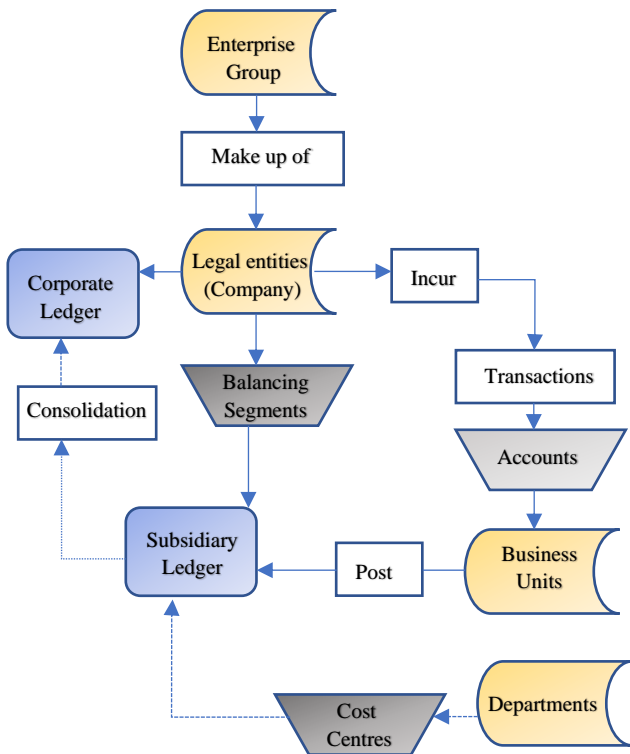 Enterprise
Group
Make up of
Legal entities
(Company)
Corporate
Ledger
Incur
Balancing
Segments
Transactions
Consolidation
Accounts
Subsidiary
Ledger
Post
Business
Units
Cost
Centres
Departments